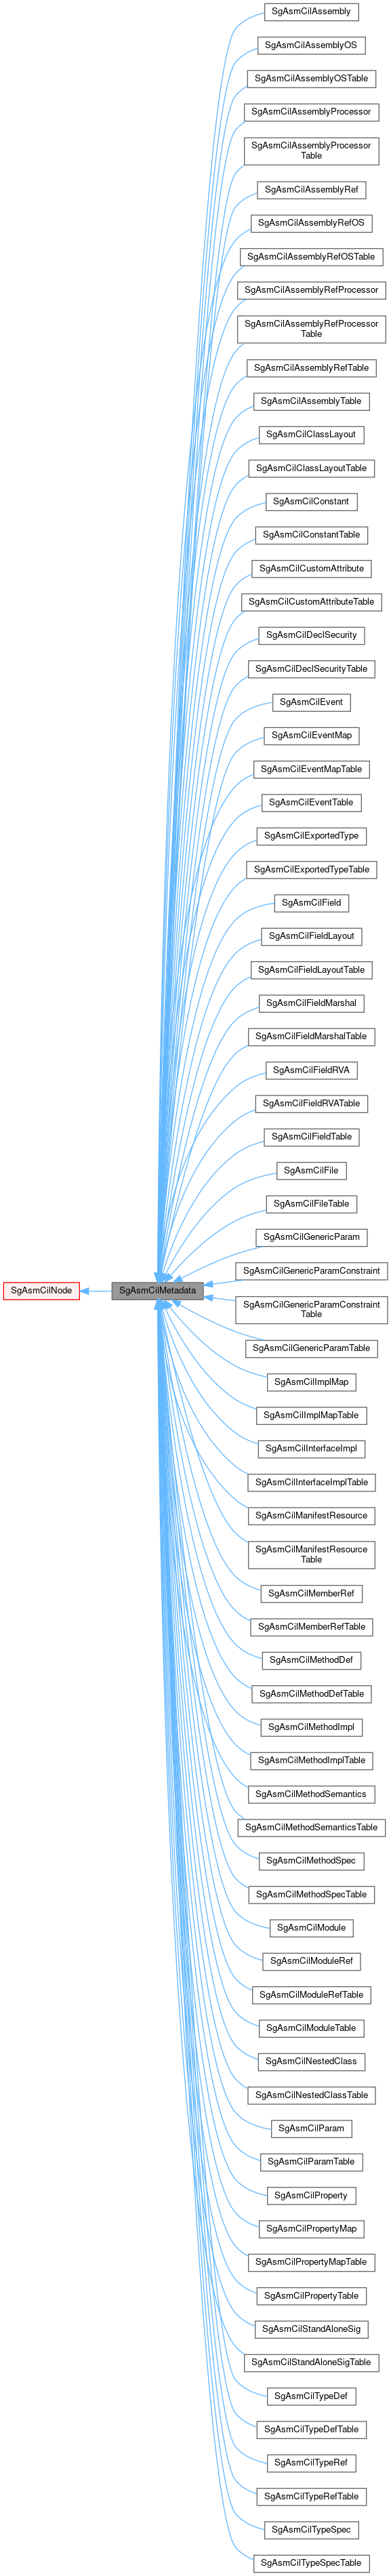 SgAsmCilAssembly
SgAsmCilAssemblyOS
SgAsmCilAssemblyOSTable
SgAsmCilAssemblyProcessor
SgAsmCilAssemblyProcessor
Table
SgAsmCilAssemblyRef
SgAsmCilAssemblyRefOS
SgAsmCilAssemblyRefOSTable
SgAsmCilAssemblyRefProcessor
SgAsmCilAssemblyRefProcessor
Table
SgAsmCilAssemblyRefTable
SgAsmCilAssemblyTable
SgAsmCilClassLayout
SgAsmCilClassLayoutTable
SgAsmCilConstant
SgAsmCilConstantTable
SgAsmCilCustomAttribute
SgAsmCilCustomAttributeTable
SgAsmCilDeclSecurity
SgAsmCilDeclSecurityTable
SgAsmCilEvent
SgAsmCilEventMap
SgAsmCilEventMapTable
SgAsmCilEventTable
SgAsmCilExportedType
SgAsmCilExportedTypeTable
SgAsmCilField
SgAsmCilFieldLayout
SgAsmCilFieldLayoutTable
SgAsmCilFieldMarshal
SgAsmCilFieldMarshalTable
SgAsmCilFieldRVA
SgAsmCilFieldRVATable
SgAsmCilFieldTable
SgAsmCilFile
SgAsmCilFileTable
SgAsmCilGenericParam
SgAsmCilGenericParamConstraint
SgAsmCilNode
SgAsmCilMetadata
SgAsmCilGenericParamConstraint
Table
SgAsmCilGenericParamTable
SgAsmCilImplMap
SgAsmCilImplMapTable
SgAsmCilInterfaceImpl
SgAsmCilInterfaceImplTable
SgAsmCilManifestResource
SgAsmCilManifestResource
Table
SgAsmCilMemberRef
SgAsmCilMemberRefTable
SgAsmCilMethodDef
SgAsmCilMethodDefTable
SgAsmCilMethodImpl
SgAsmCilMethodImplTable
SgAsmCilMethodSemantics
SgAsmCilMethodSemanticsTable
SgAsmCilMethodSpec
SgAsmCilMethodSpecTable
SgAsmCilModule
SgAsmCilModuleRef
SgAsmCilModuleRefTable
SgAsmCilModuleTable
SgAsmCilNestedClass
SgAsmCilNestedClassTable
SgAsmCilParam
SgAsmCilParamTable
SgAsmCilProperty
SgAsmCilPropertyMap
SgAsmCilPropertyMapTable
SgAsmCilPropertyTable
SgAsmCilStandAloneSig
SgAsmCilStandAloneSigTable
SgAsmCilTypeDef
SgAsmCilTypeDefTable
SgAsmCilTypeRef
SgAsmCilTypeRefTable
SgAsmCilTypeSpec
SgAsmCilTypeSpecTable